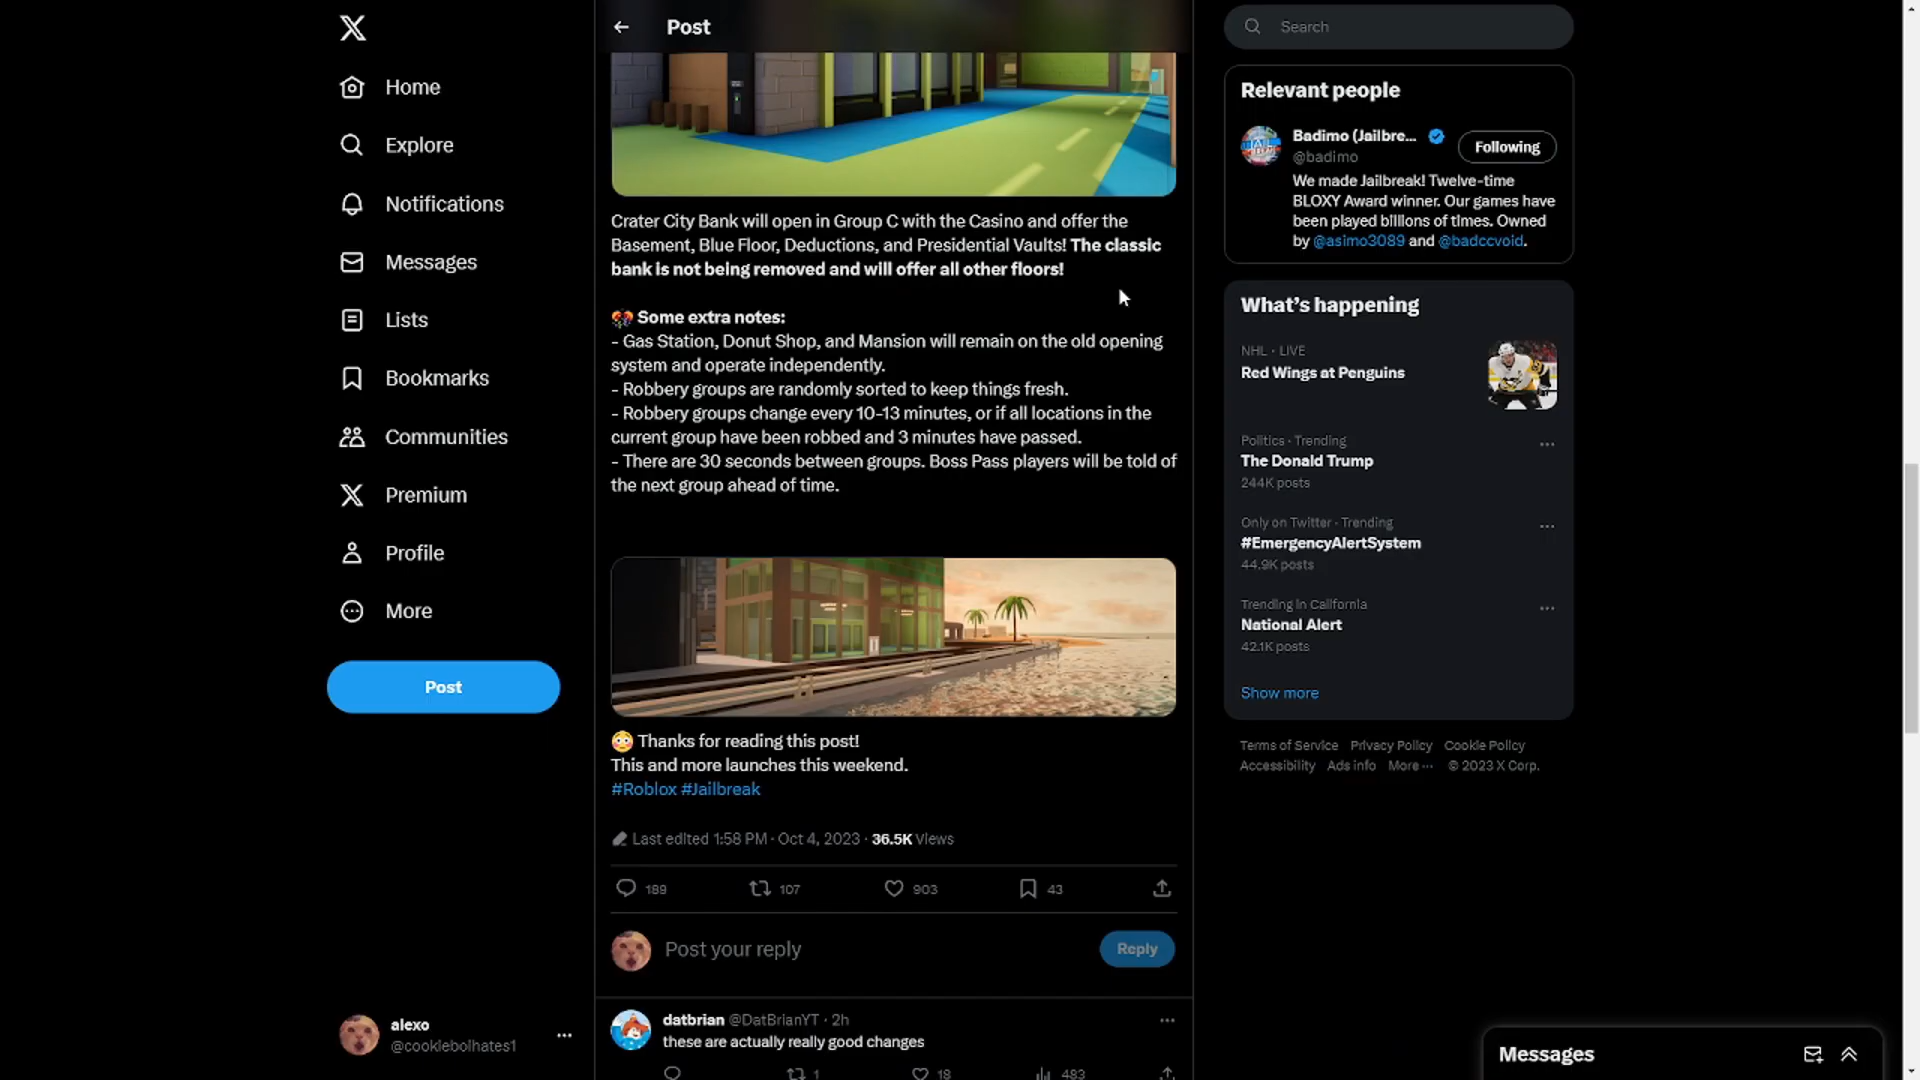 Home
Explore
Notifications
Messages
Lists
Bookmarks
Communities
Premium
Profile
More
Post
alexo
@cookiebolhates1
Post
Crater City Bank will open in Group C with the Casino and offer the
Basement, Blue Floor, Deductions, and Presidential Vaults! The classic
bank is not being removed and will offer all other floors!
Some extra notes:
- Gas Station, Donut Shop, and Mansion will remain on the old opening
system and operate independently.
- Robbery groups are randomly sorted to keep things fresh.
- Robbery groups change every 10-13 minutes, or if all locations in the
current group have been robbed and 3 minutes have passed.
- There are 30 seconds between groups. Boss Pass players will be told of
the next group ahead of time.
Thanks for reading this post!
This and more launches this weekend.
#Roblox #Jailbreak
Last edited 1:58 PM · Oct 4, 2023 · 36.5K Views
189 107 903 43
Post your reply
Reply
datbrian @DatBrianYT · 2h
these are actually really good changes
1 18 483
Search
Relevant people
Badimo (Jailbre...
Following
@badimo
We made Jailbreak! Twelve-time
BLOXY Award winner. Our games have
been played billions of times. Owned
by @asimo3089 and @badccvoid.
What's happening
NHL · LIVE
Red Wings at Penguins
Politics · Trending
The Donald Trump
244K posts
Only on Twitter · Trending
#EmergencyAlertSystem
44.9K posts
Trending in California
National Alert
42.1K posts
Show more
Terms of Service Privacy Policy Cookie Policy
Accessibility Ads info More ··· © 2023 X Corp.
Messages